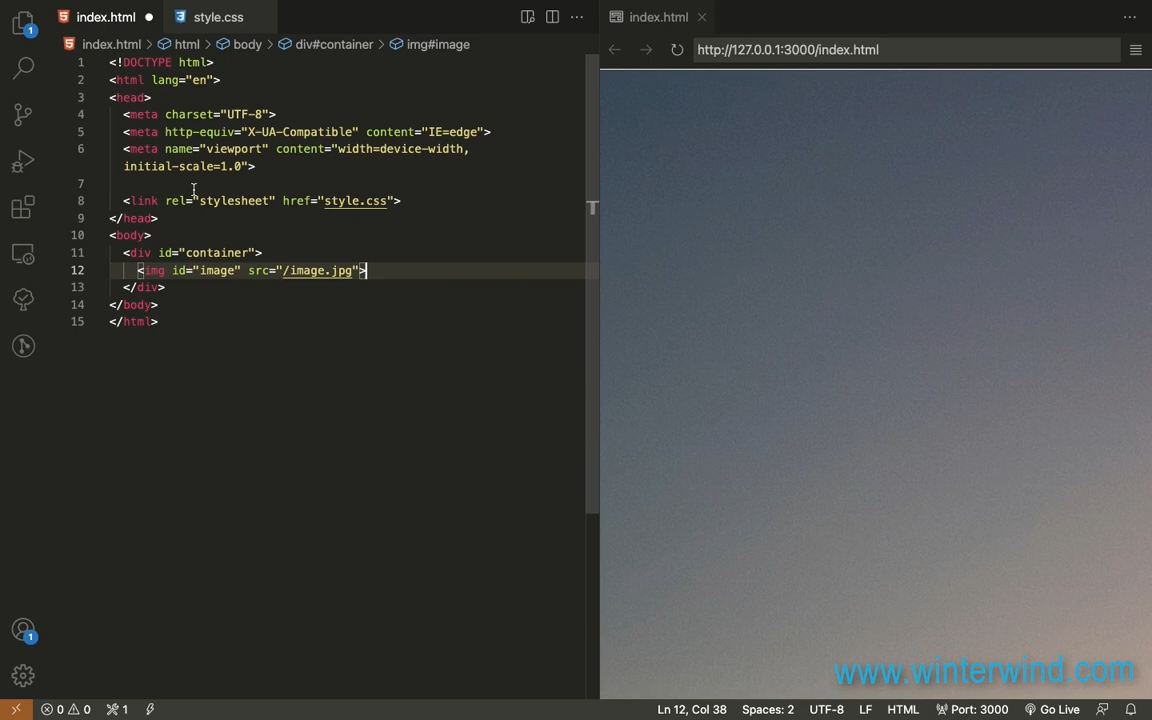 index.html
style.css
index.html
1
index.html > html > body > div#container > img#image
http://127.0.0.1:3000/index.html
1 <!DOCTYPE html>
2 <html lang="en">
3 <head>
4 <meta charset="UTF-8">
5 <meta http-equiv="X-UA-Compatible" content="IE=edge">
6 <meta name="viewport" content="width=device-width,
initial-scale=1.0">
7
8 <link rel="stylesheet" href="style.css">
9 </head>
10 <body>
11 <div id="container">
12 <img id="image" src="/image.jpg">
13 </div>
14 </body>
15 </html>
1
www.winterwind.com
0 0 1 Ln 12, Col 38 Spaces: 2 UTF-8 LF HTML Port: 3000 Go Live